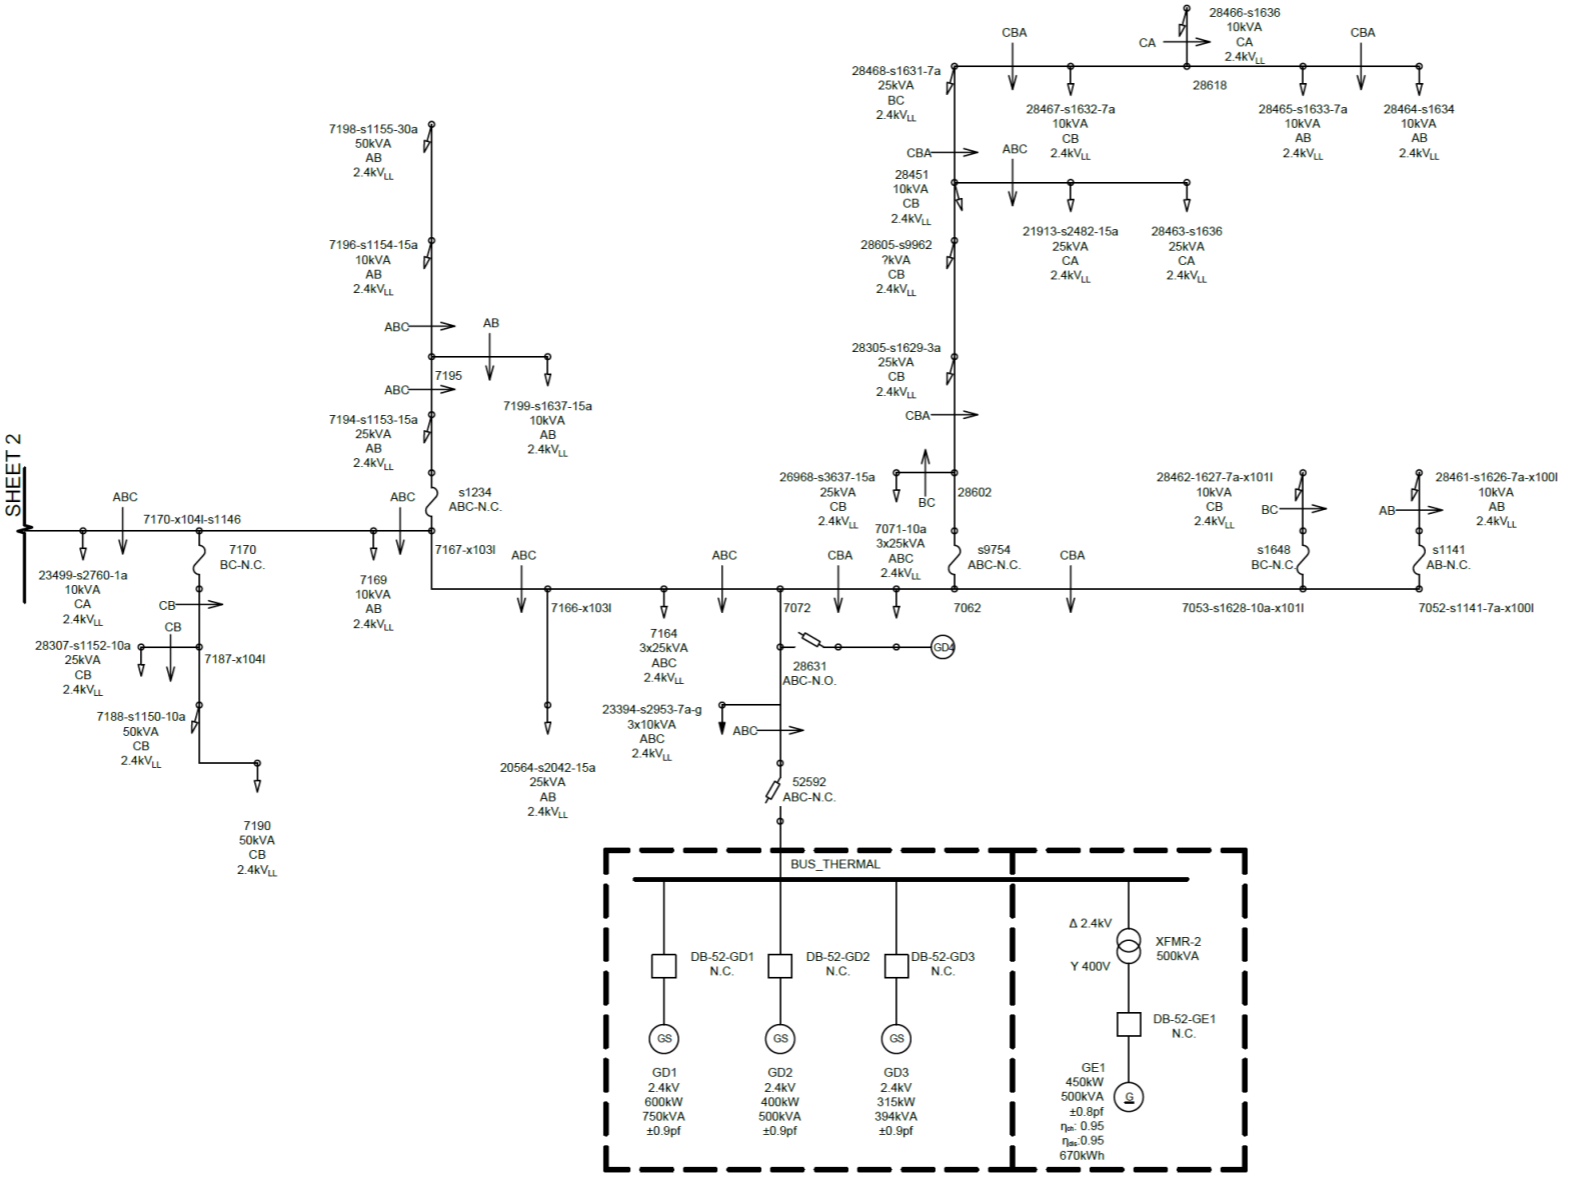 28466-s1636
10kVA
CA
2.4kVLL
CA
CBA
CBA
28618
28468-s1631-7a
25kVA
BC
2.4kVLL
28467-s1632-7a
10kVA
CB
2.4kVLL
28465-s1633-7a
10kVA
AB
2.4kVLL
28464-s1634
10kVA
AB
2.4kVLL
7198-s1155-30a
50kVA
AB
2.4kVLL
CBA
ABC
28451
10kVA
CB
2.4kVLL
21913-s2482-15a
25kVA
CA
2.4kVLL
28463-s1636
25kVA
CA
2.4kVLL
7196-s1154-15a
10kVA
AB
2.4kVLL
28605-s9962
?kVA
CB
2.4kVLL
ABC
AB
7195
ABC
28305-s1629-3a
25kVA
CB
2.4kVLL
7199-s1637-15a
10kVA
AB
2.4kVLL
7194-s1153-15a
25kVA
AB
2.4kVLL
CBA
SHEET 2
ABC
7170-x104I-s1146
ABC
s1234
ABC-N.C.
26968-s3637-15a
25kVA
CB
2.4kVLL
BC
28602
28462-1627-7a-x101I
10kVA
CB
2.4kVLL
BC
28461-s1626-7a-x100I
10kVA
AB
2.4kVLL
AB
7170
BC-N.C.
7167-x103I
7071-10a
3x25kVA
ABC
2.4kVLL
s9754
ABC-N.C.
s1648
BC-N.C.
s1141
AB-N.C.
23499-s2760-1a
10kVA
CA
2.4kVLL
7169
10kVA
AB
2.4kVLL
ABC
ABC
CBA
CBA
CB
CB
7166-x103I
7072
7062
7053-s1628-10a-x101I
7052-s1141-7a-x100I
28307-s1152-10a
25kVA
CB
2.4kVLL
7187-x104I
7164
3x25kVA
ABC
2.4kVLL
GD4
28631
ABC-N.O.
7188-s1150-10a
50kVA
CB
2.4kVLL
23394-s2953-7a-g
3x10kVA
ABC
2.4kVLL
ABC
20564-s2042-15a
25kVA
AB
2.4kVLL
52592
ABC-N.C.
7190
50kVA
CB
2.4kVLL
BUS_THERMAL
Δ 2.4kV
XFMR-2
500kVA
Y 400V
DB-52-GD1
N.C.
DB-52-GD2
N.C.
DB-52-GD3
N.C.
DB-52-GE1
N.C.
GS
GS
GS
GD1
2.4kV
600kW
750kVA
±0.9pf
GD2
2.4kV
400kW
500kVA
±0.9pf
GD3
2.4kV
315kW
394kVA
±0.9pf
GE1
450kW
500kVA
±0.8pf
ηch: 0.95
ηdis:0.95
670kWh
G